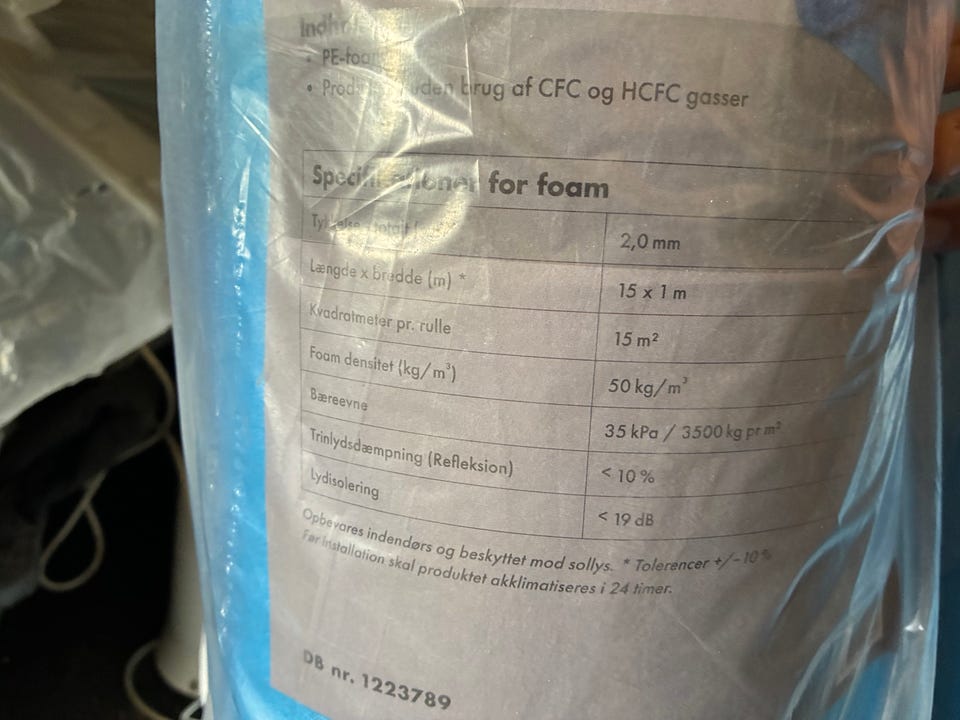 • PE-foam
• uden brug af CFC og HCFC gasser
Specifikationer for foam
Tykkelse
2,0 mm
Længde x bredde (m) *
15 x 1 m
Kvadratmeter pr. rulle
15 m²
Foam densitet (kg/m³)
50 kg/m³
Bæreevne
35 kPa / 3500 kg pr m²
Trinlydsdæmpning (Refleksion)
< 10 %
Lydisolering
< 19 dB
Opbevares indendørs og beskyttet mod sollys. * Tolerencer +/-10 %
Før installation skal produktet akklimatiseres i 24 timer.
DB nr. 1223789